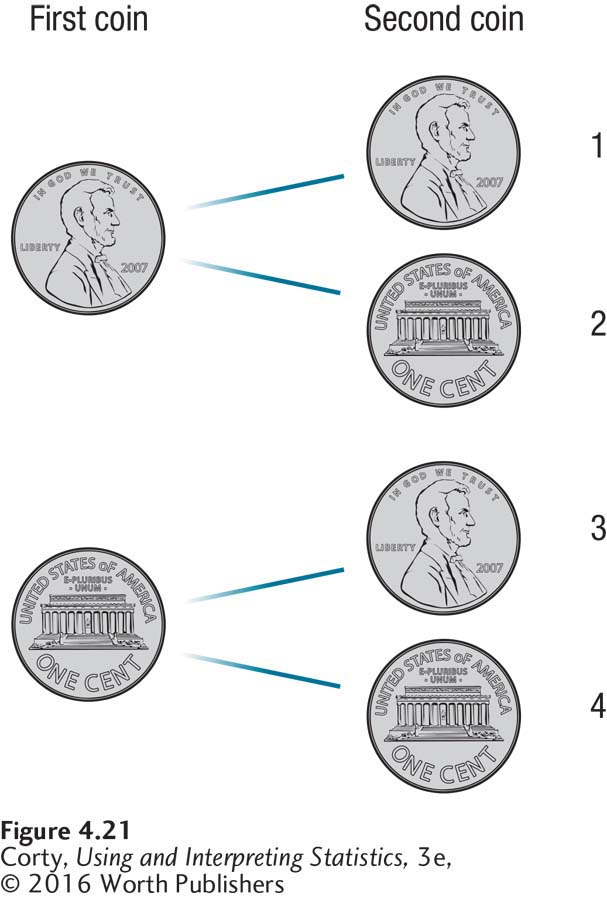 First coin
Second coin
IN GOD WE TRUST
LIBERTY
2007
1
IN GOD WE TRUST
LIBERTY
2007
UNITED STATES OF AMERICA
E-PLURIBUS
· UNUM ·
ONE CENT
2
UNITED STATES OF AMERICA
E-PLURIBUS
· UNUM ·
ONE CENT
IN GOD WE TRUST
LIBERTY
2007
3
UNITED STATES OF AMERICA
E-PLURIBUS
· UNUM ·
ONE CENT
4
Figure 4.21
Corty, Using and Interpreting Statistics, 3e,
© 2016 Worth Publishers